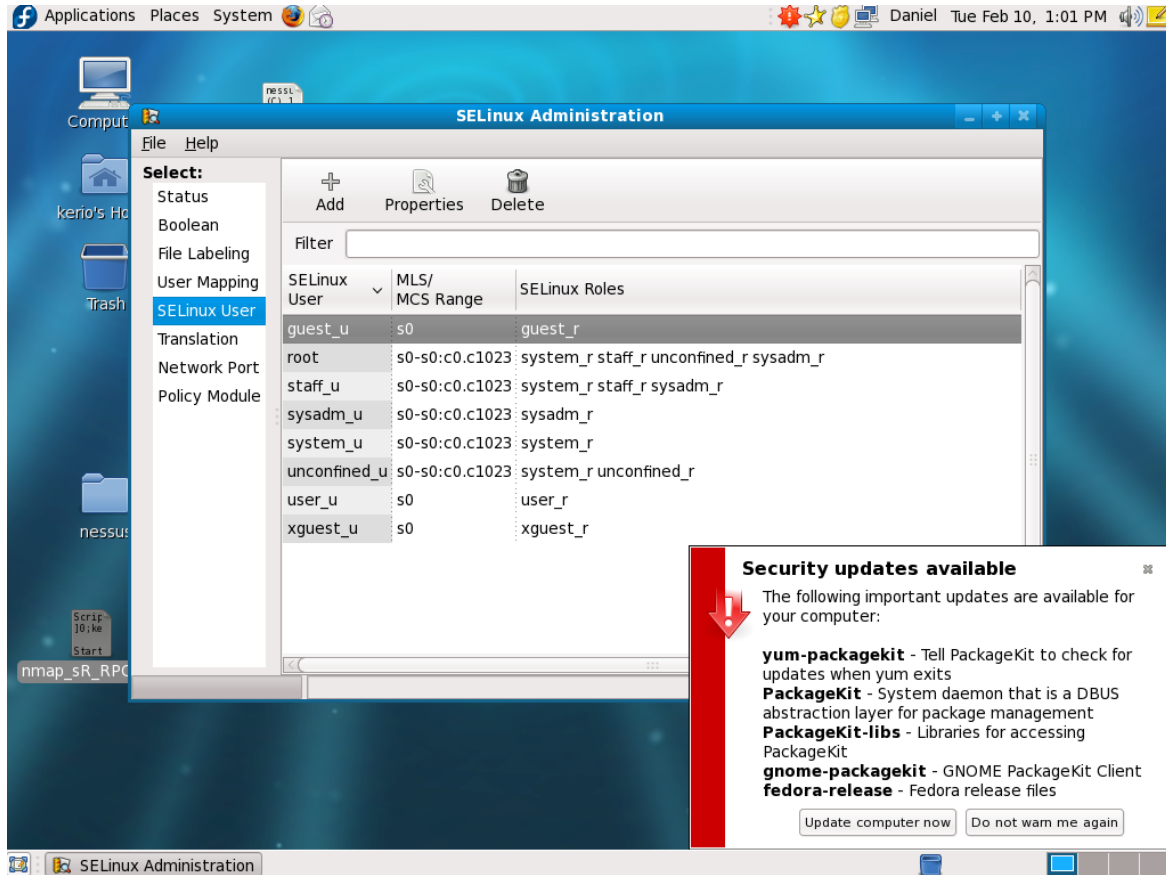 Applications Places System Daniel Tue Feb 10, 1:01 PM
nessu
(C) 1
Comput
kerio's Ho
Trash
nessus
Scrip
]0;ke
Start
nmap_sR_RPC
SELinux Administration
File Help
Select:
Status
Boolean
File Labeling
User Mapping
SELinux User
Translation
Network Port
Policy Module
Add Properties Delete
Filter
SELinux User MLS/ MCS Range SELinux Roles
guest_u s0 guest_r
root s0-s0:c0.c1023 system_r staff_r unconfined_r sysadm_r
staff_u s0-s0:c0.c1023 system_r staff_r sysadm_r
sysadm_u s0-s0:c0.c1023 sysadm_r
system_u s0-s0:c0.c1023 system_r
unconfined_u s0-s0:c0.c1023 system_r unconfined_r
user_u s0 user_r
xguest_u s0 xguest_r
Security updates available
The following important updates are available for
your computer:
yum-packagekit - Tell PackageKit to check for
updates when yum exits
PackageKit - System daemon that is a DBUS
abstraction layer for package management
PackageKit-libs - Libraries for accessing
PackageKit
gnome-packagekit - GNOME PackageKit Client
fedora-release - Fedora release files
Update computer now Do not warn me again
SELinux Administration